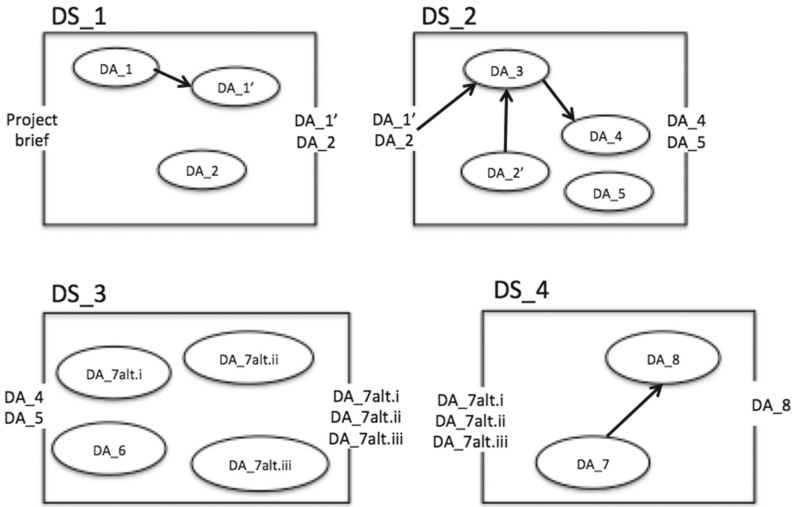 DS_1
DA_1
DA_1’
DA_2
Project
brief
DA_1’
DA_2
DS_2
DA_3
DA_4
DA_2’
DA_5
DA_1’
DA_2
DA_4
DA_5
DS_3
DA_7alt.i
DA_7alt.ii
DA_6
DA_7alt.iii
DA_4
DA_5
DA_7alt.i
DA_7alt.ii
DA_7alt.iii
DS_4
DA_8
DA_7
DA_7alt.i
DA_7alt.ii
DA_7alt.iii
DA_8